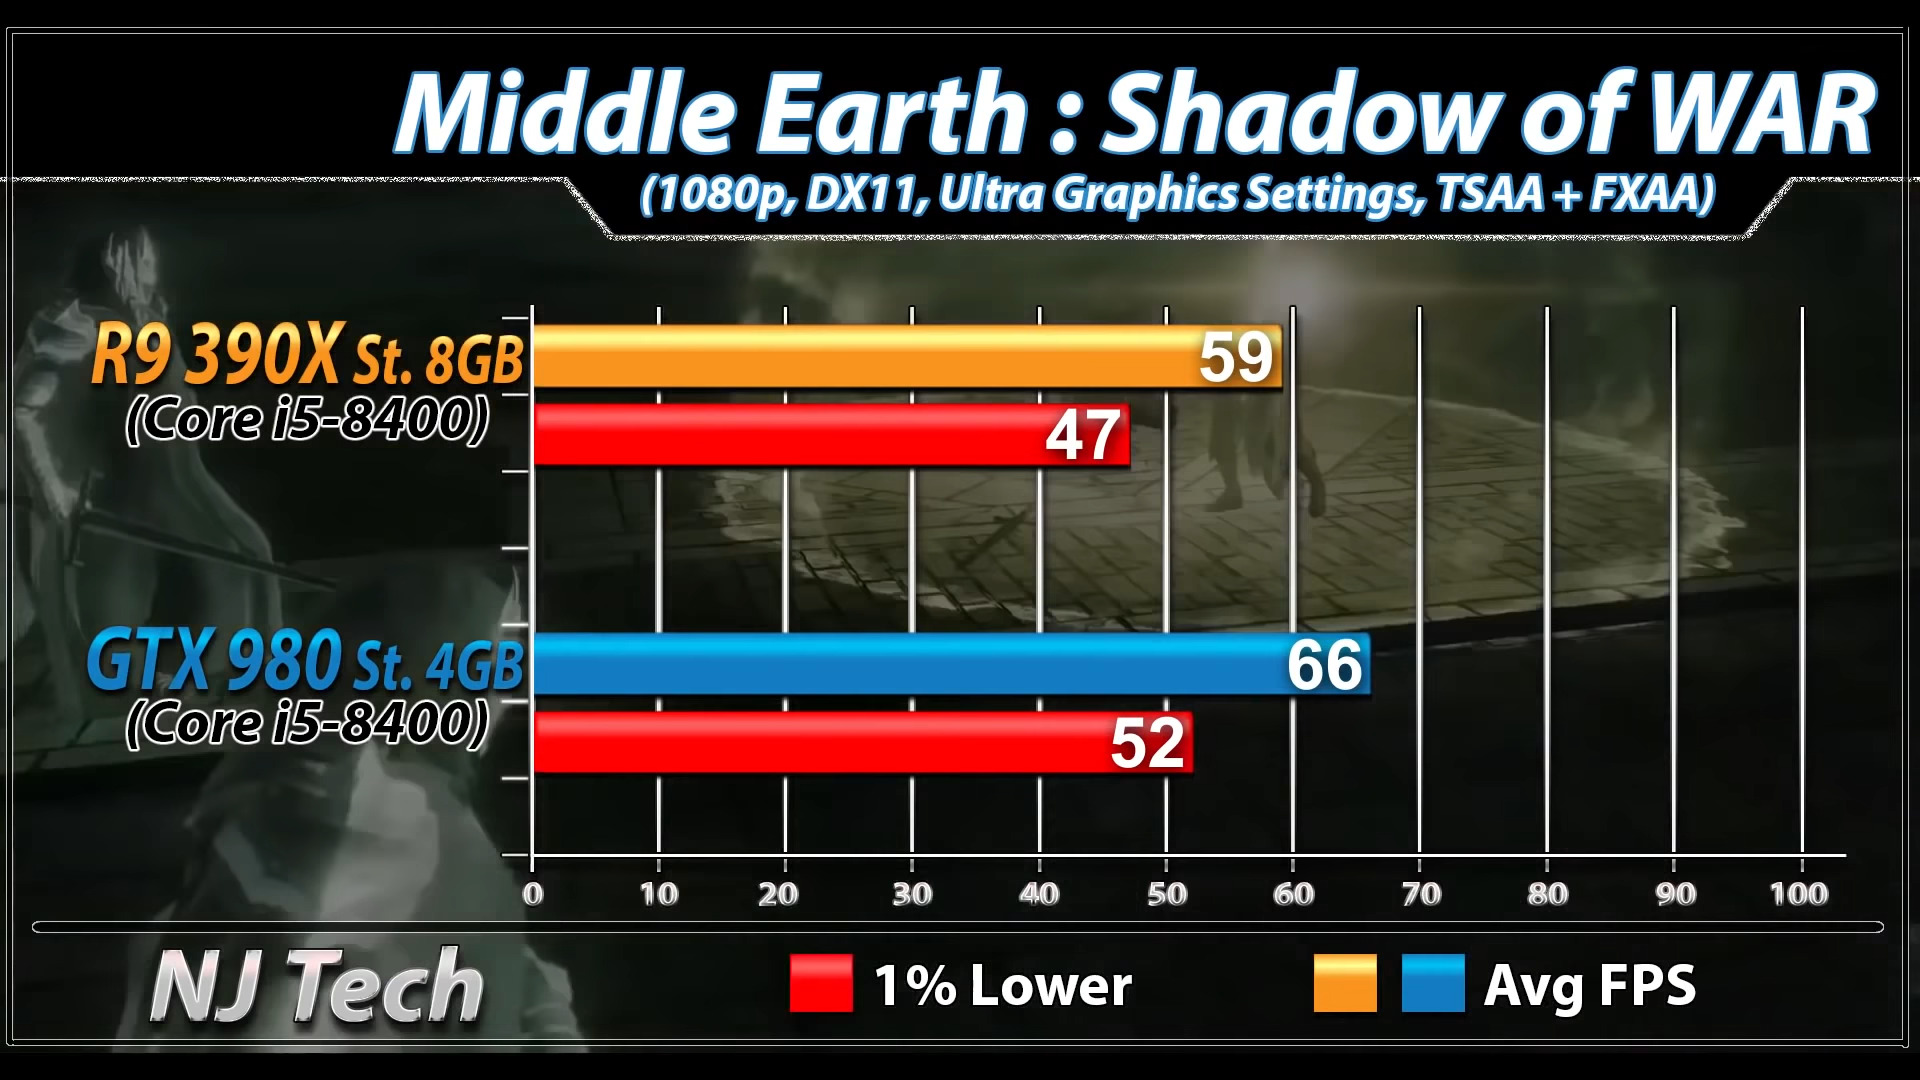 Middle Earth : Shadow of WAR
(1080p, DX11, Ultra Graphics Settings, TSAA + FXAA)
R9 390X St. 8GB
59
(Core i5-8400)
47
GTX 980 St. 4GB
66
(Core i5-8400)
52
0 10 20 30 40 50 60 70 80 90 100
NJ Tech
1% Lower
Avg FPS